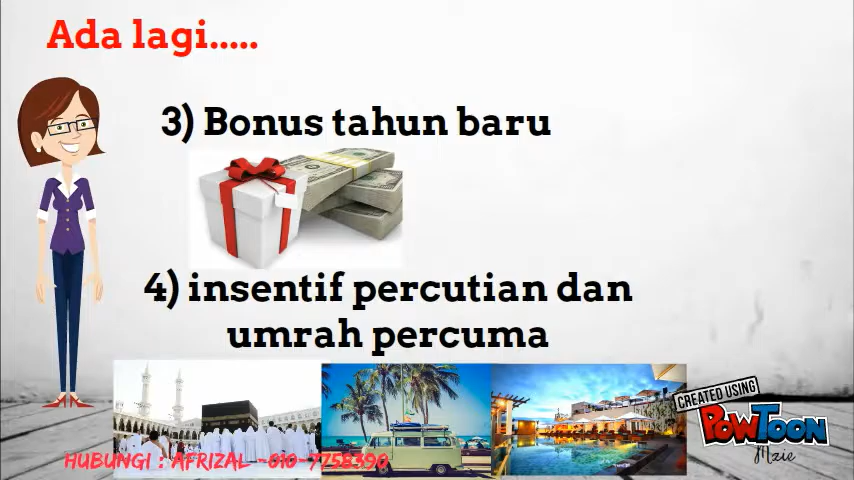 Ada lagi.....
3) Bonus tahun baru
4) insentif percutian dan
umrah percuma
HUBUNGI : AFRIZAL -010-7758390
CREATED USING
POWTOON
Mzie